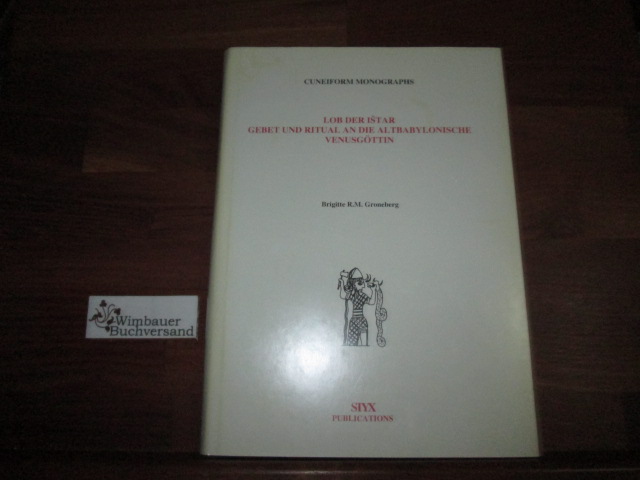 CUNEIFORM MONOGRAPHS
LOB DER IŠTAR
GEBET UND RITUAL AN DIE ALTBABYLONISCHE
VENUSGÖTTIN
Brigitte R.M. Groneberg
STYX
PUBLICATIONS
Wimbauer
Buchversand